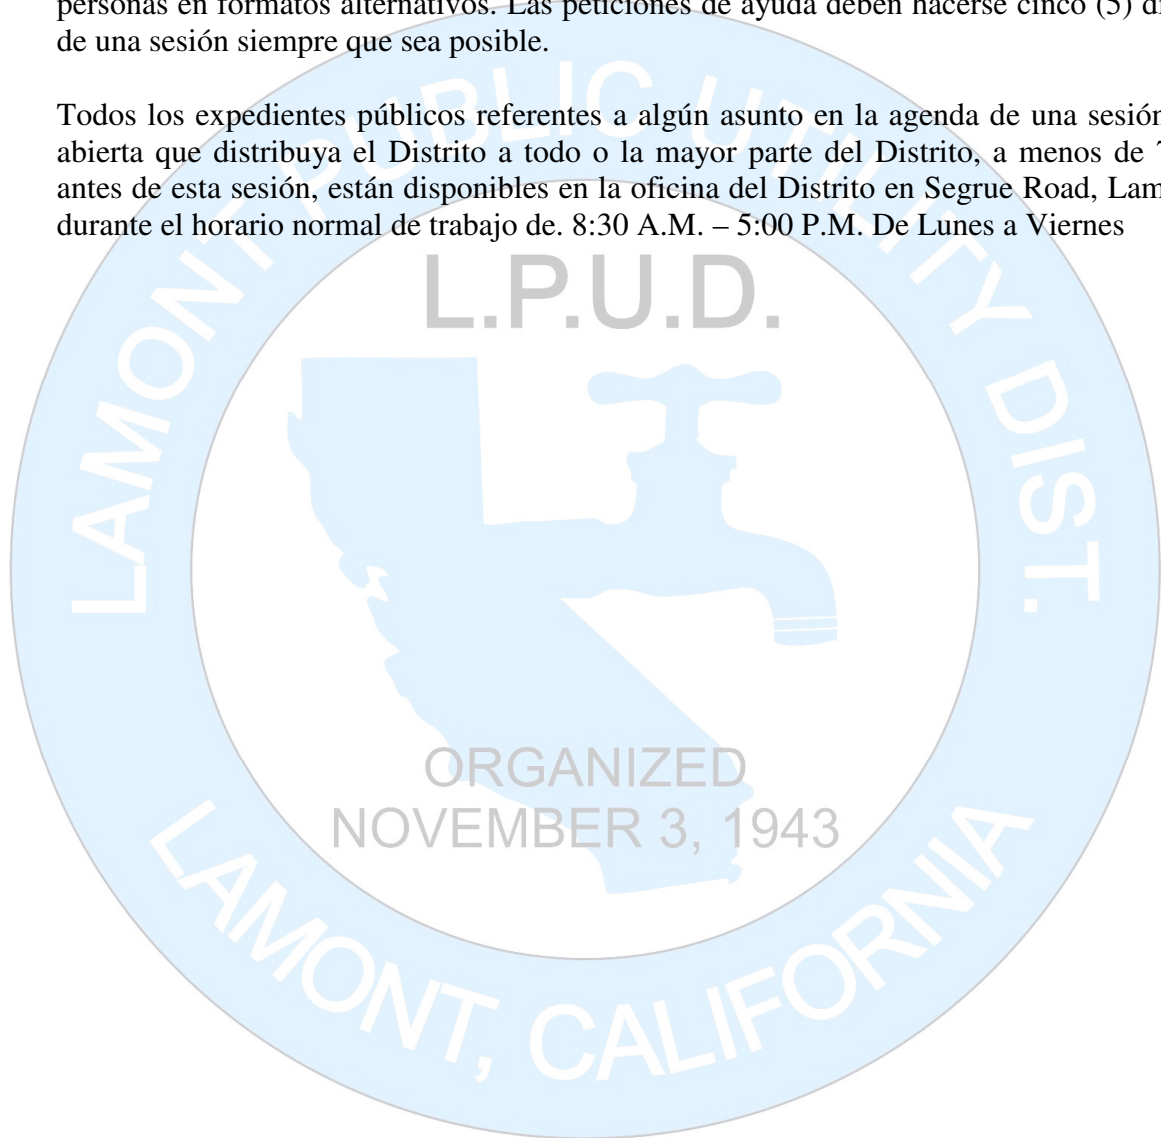 personas en formatos alternativos. Las peticiones de ayuda deben hacerse cinco (5)
de una sesión siempre que sea posible.
Todos los expedientes públicos referentes a algún asunto en la agenda de una sesión
abierta que distribuya el Distrito a todo o la mayor parte del Distrito, a menos de
antes de esta sesión, están disponibles en la oficina del Distrito en Segrue Road,
durante el horario normal de trabajo de. 8:30 A.M. – 5:00 P.M. De Lunes a Viernes
LAMONT PUBLIC UTILITY DIST.
L.P.U.D.
ORGANIZED
NOVEMBER 3, 1943
LAMONT, CALIFORNIA